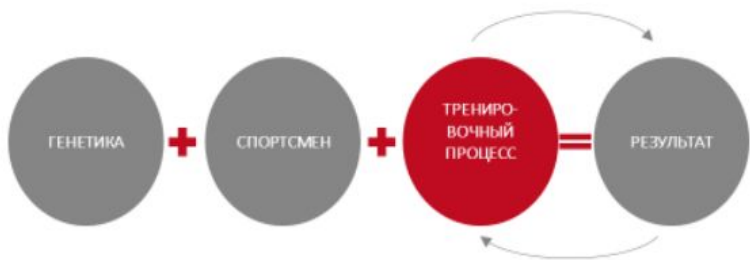 ГЕНЕТИКА
СПОРТСМЕН
ТРЕНИРО-
ВОЧНЫЙ
ПРОЦЕСС
РЕЗУЛЬТАТ